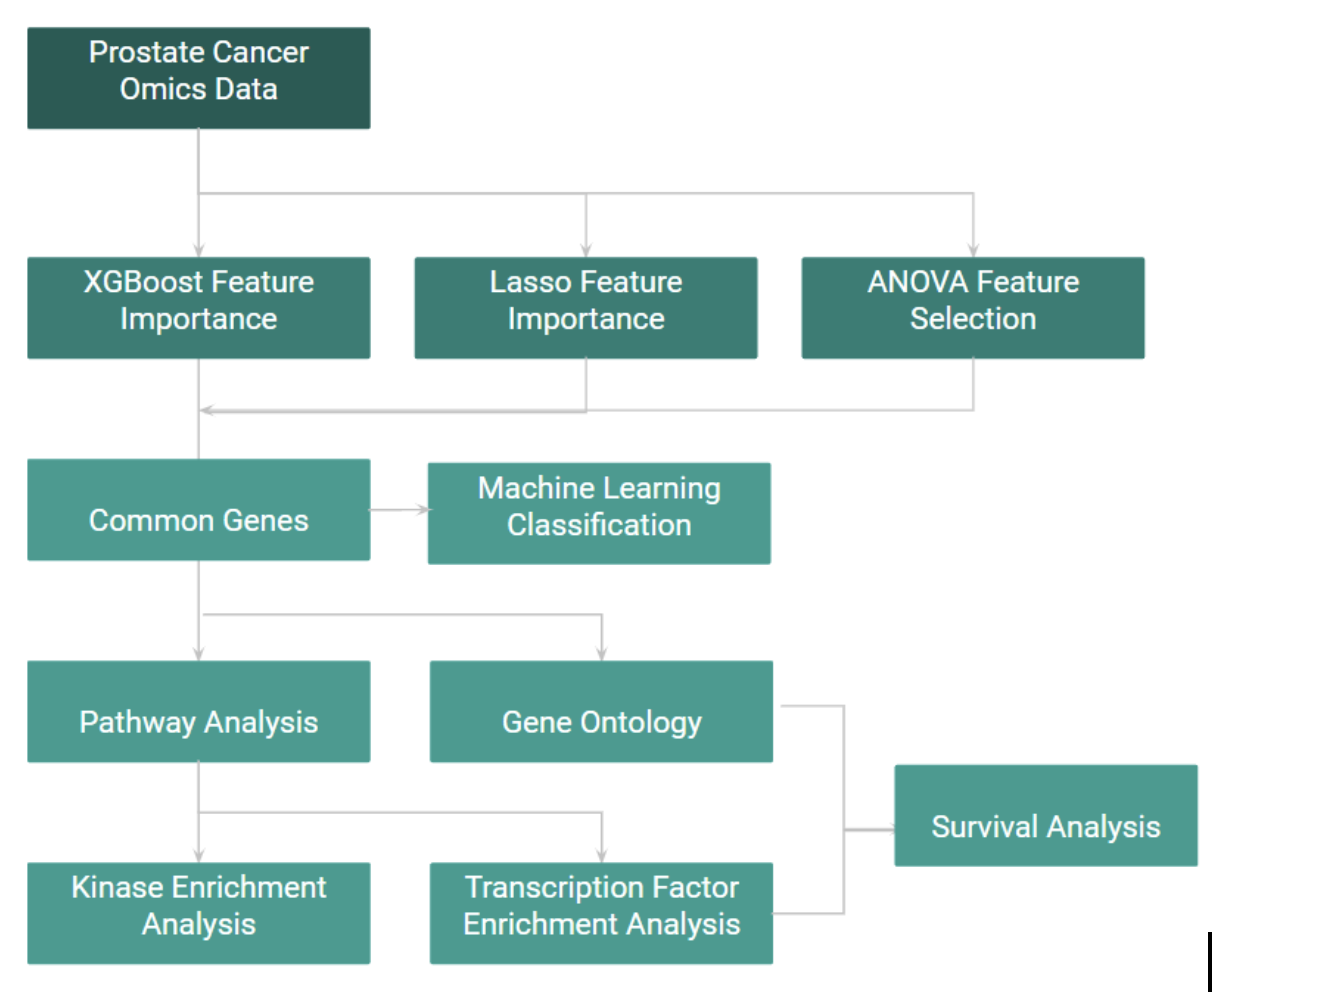 Prostate Cancer
Omics Data
XGBoost Feature
Importance
Lasso Feature
Importance
ANOVA Feature
Selection
Common Genes
Machine Learning
Classification
Pathway Analysis
Gene Ontology
Survival Analysis
Kinase Enrichment
Analysis
Transcription Factor
Enrichment Analysis